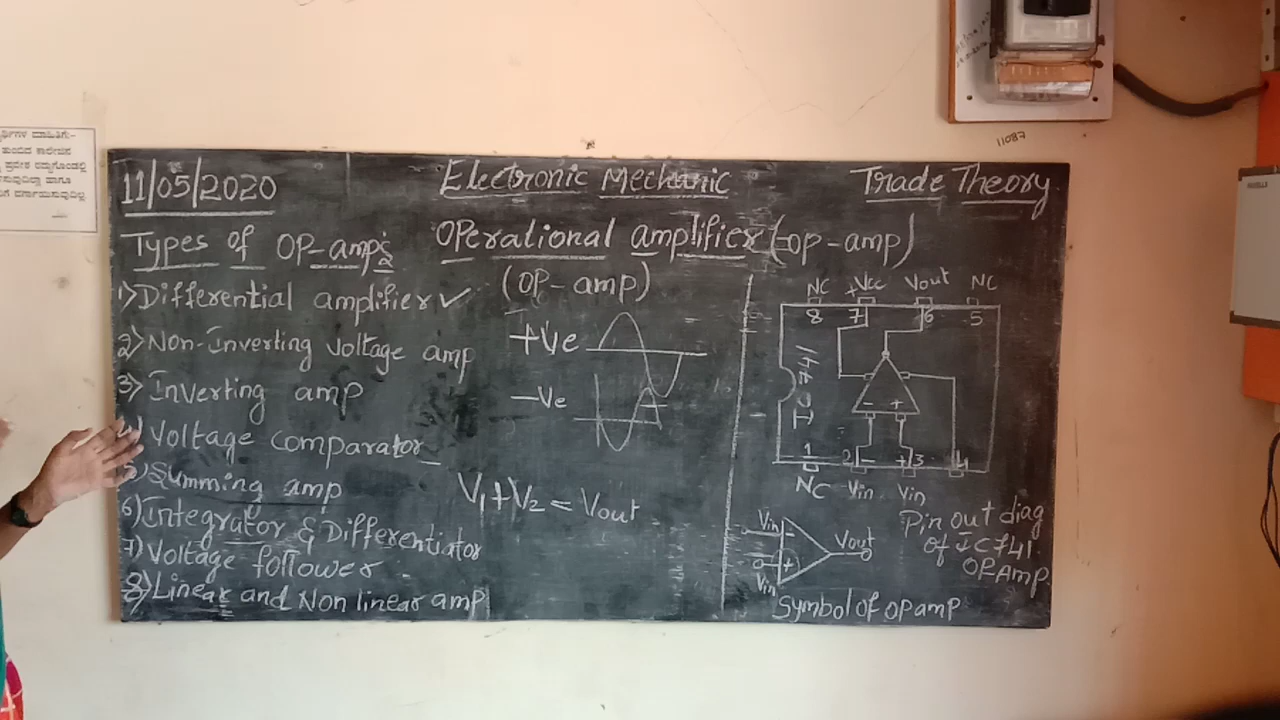 11/05/2020
Electronic Mechanic
Trade Theory
Types of OP-amp's
OPerational amplifier (=op-amp)
(OP-amp)
1) Differential amplifier ✓
2) Non-Inverting voltage amp
3) Inverting amp
4) Voltage comparator
5) Summing amp
6) Integrator & Differentiator
7) Voltage follower
8) Linear and Non linear amp
+Ve
-Ve
V1+V2 = Vout
NC +Vcc Vout NC
8 7 6 5
IC 741
- +
1 2 - + 3 4
NC -Vin Vin
Pin out diag
of IC741
OPAmp
Vin -
Vout
+
Vin
Symbol of op amp
11087
ಮಾಹಿತಿಗೆ:-
ಹಾಗೂ